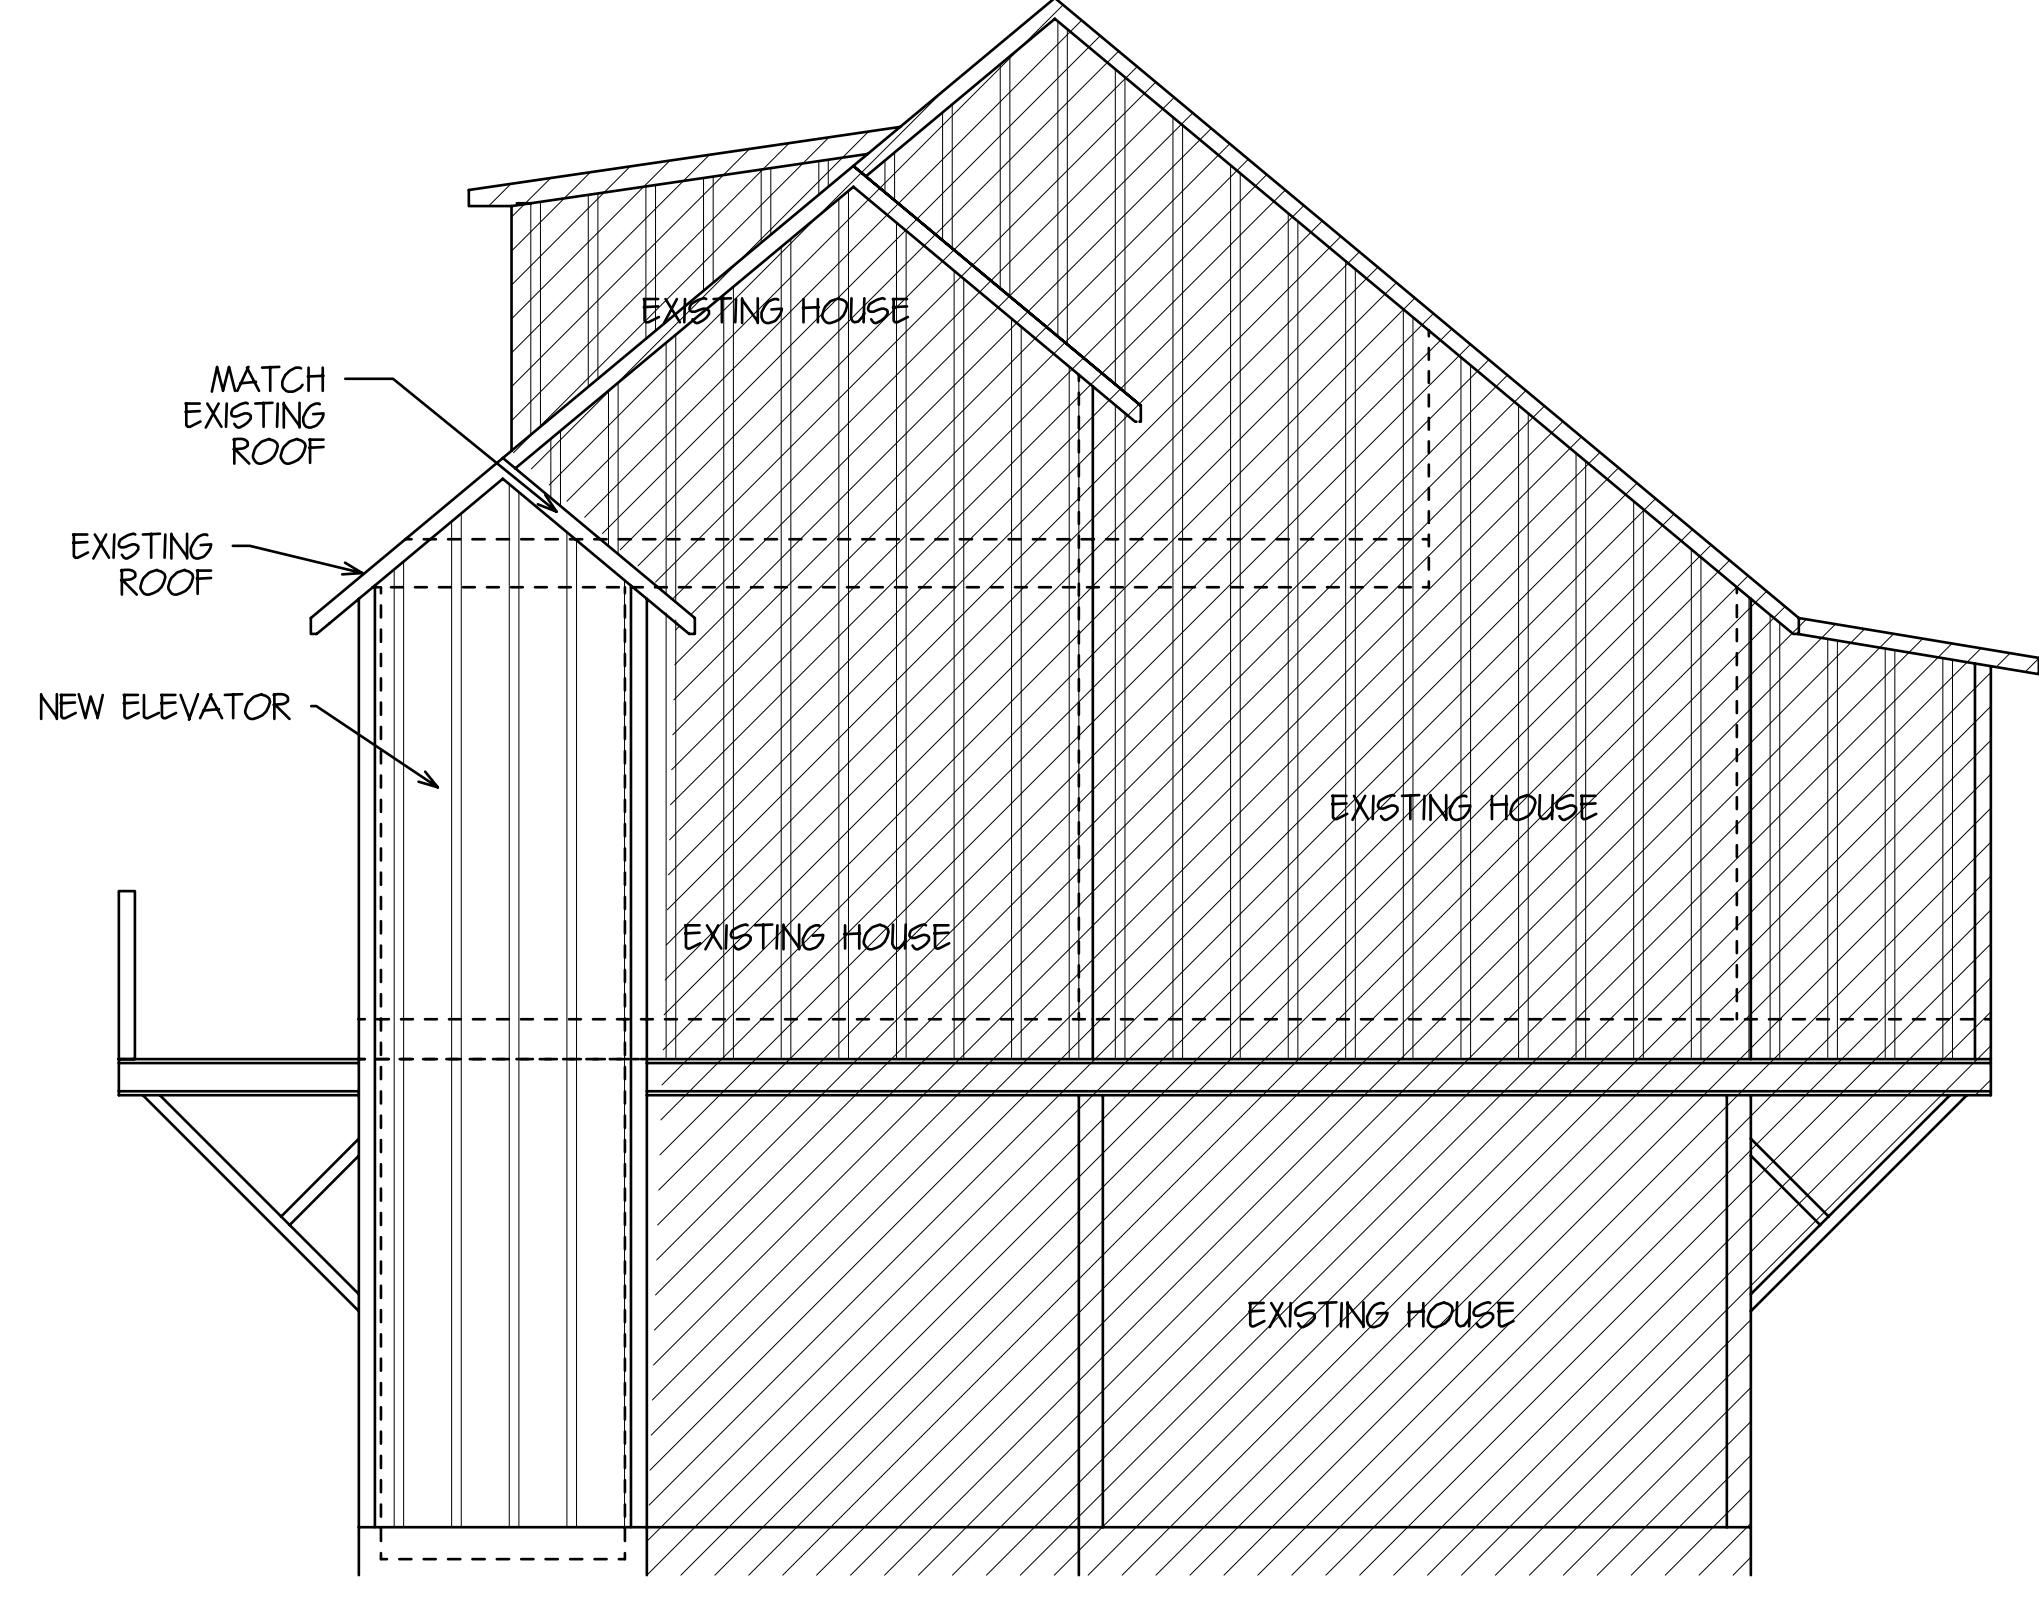 EXISTING HOUSE
MATCH
EXISTING
ROOF
EXISTING
ROOF
NEW ELEVATOR
EXISTING HOUSE
EXISTING HOUSE
EXISTING HOUSE